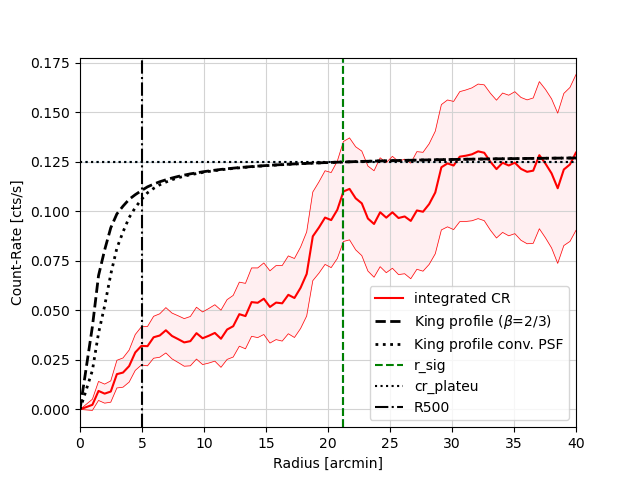 0.175
0.150
0.125
0.100
0.075
0.050
0.025
0.000
Count-Rate [cts/s]
integrated CR
King profile (β=2/3)
King profile conv. PSF
r_sig
cr_plateu
R500
0 5 10 15 20 25 30 35 40
Radius [arcmin]